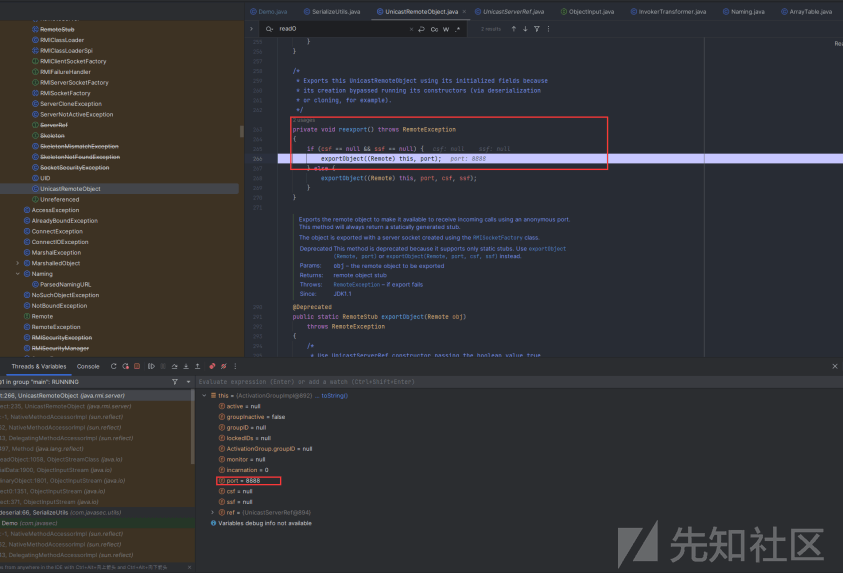 Demo.java
SerializeUtils.java
UnicastRemoteObject.java
UnicastServerRef.java
ObjectInput.java
InvokerTransformer.java
Naming.java
ArrayTable.java
readO
Cc W .*
2 results
RemoteStub
RMIClassLoader
RMIClassLoaderSpi
RMIClientSocketFactory
RMIFailureHandler
RMIServerSocketFactory
RMISocketFactory
ServerCloneException
ServerNotActiveException
ServerRef
Skeleton
SkeletonMismatchException
SkeletonNotFoundException
SocketSecurityException
UID
UnicastRemoteObject
Unreferenced
AccessException
AlreadyBoundException
ConnectException
ConnectIOException
MarshalException
MarshalledObject
Naming
ParsedNamingURL
NoSuchObjectException
NotBoundException
Remote
RemoteException
RMISecurityException
RMISecurityManager
}
}
/*
* Exports this UnicastRemoteObject using its initialized fields because
* its creation bypassed running its constructors (via deserialization
* or cloning, for example).
*/
2 usages
private void reexport() throws RemoteException
{
if (csf == null && ssf == null) { csf: null ssf: null
266 exportObject((Remote) this, port); port: 8888
} else {
exportObject((Remote) this, port, csf, ssf);
}
}
Exports the remote object to make it available to receive incoming calls using an anonymous port.
This method will always return a statically generated stub.
The object is exported with a server socket created using the RMISocketFactory class.
Deprecated This method is deprecated because it supports only static stubs. Use exportObject
(Remote, port) or exportObject(Remote, port, csf, ssf) instead.
Params: obj – the remote object to be exported
Returns: remote object stub
Throws: RemoteException – if export fails
Since: JDK1.1
@Deprecated
public static RemoteStub exportObject(Remote obj)
throws RemoteException
{
/*
* Use UnicastServerRef constructor passing the boolean value true
Threads & Variables
Console
in group "main": RUNNING
Evaluate expression (Enter) or add a watch (Ctrl+Shift+Enter)
:266, UnicastRemoteObject (java.rmi.server)
:235, UnicastRemoteObject (java.rmi.server)
:-1, NativeMethodAccessorImpl (sun.reflect)
NativeMethodAccessorImpl (sun.reflect)
DelegatingMethodAccessorImpl (sun.reflect)
Method (java.lang.reflect)
:1058, ObjectStreamClass (java.io)
:1900, ObjectInputStream (java.io)
:1801, ObjectInputStream (java.io)
:1351, ObjectInputStream (java.io)
:371, ObjectInputStream (java.io)
deserial:66, SerializeUtils (com.javasec.utils)
Demo (com.javasec)
:-1, NativeMethodAccessorImpl (sun.reflect)
NativeMethodAccessorImpl (sun.reflect)
DelegatingMethodAccessorImpl (sun.reflect)
this = {ActivationGroupImpl@692} ... toString()
active = null
groupInactive = false
groupID = null
lockedIDs = null
ActivationGroup.groupID = null
monitor = null
incarnation = 0
port = 8888
csf = null
ssf = null
ref = {UnicastServerRef@694}
Variables debug info not available
先知社区